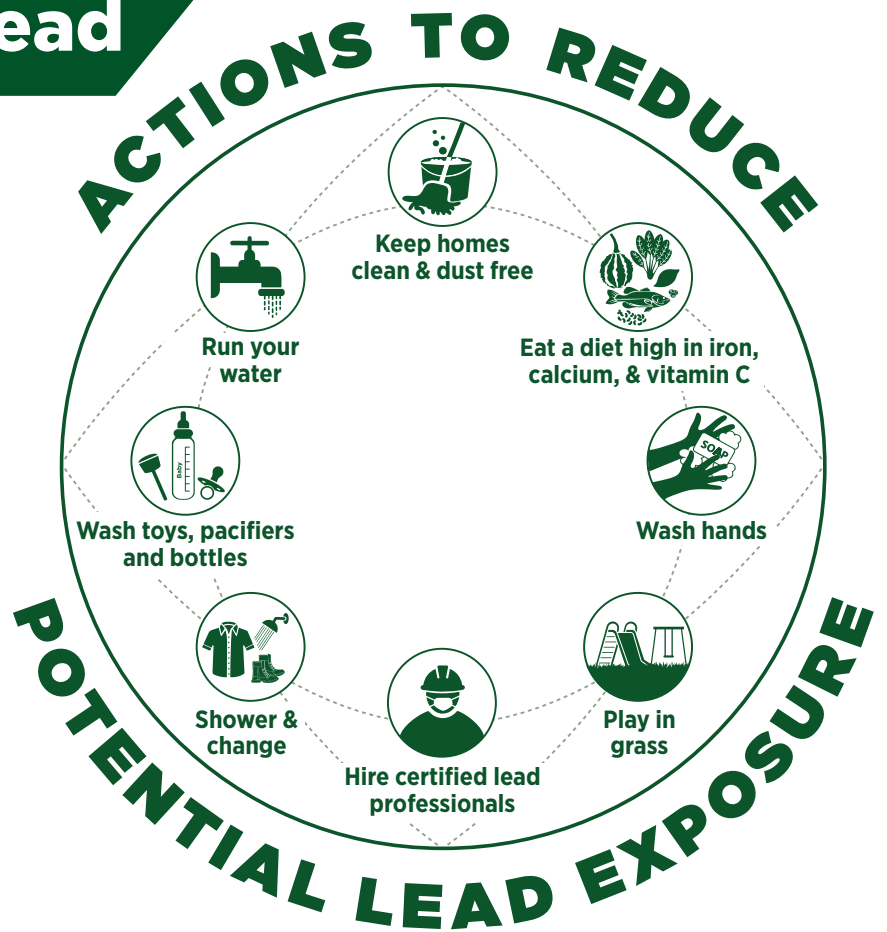 ead
ACTIONS TO REDUCE
Keep homes
clean & dust free
Eat a diet high in iron,
calcium, & vitamin C
SOAP
Wash hands
Play in
grass
Hire certified lead
professionals
Shower &
change
Baby
Wash toys, pacifiers
and bottles
Run your
water
POTENTIAL LEAD EXPOSURE